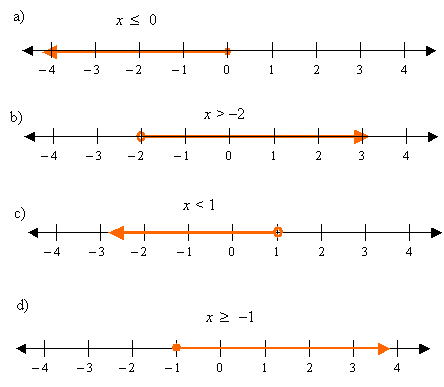 a)
x ≤ 0
−4 −3 −2 −1 0 1 2 3 4
b)
x > −2
−4 −3 −2 −1 0 1 2 3 4
c)
x < 1
−4 −3 −2 −1 0 1 2 3 4
d)
x ≥ −1
−4 −3 −2 −1 0 1 2 3 4